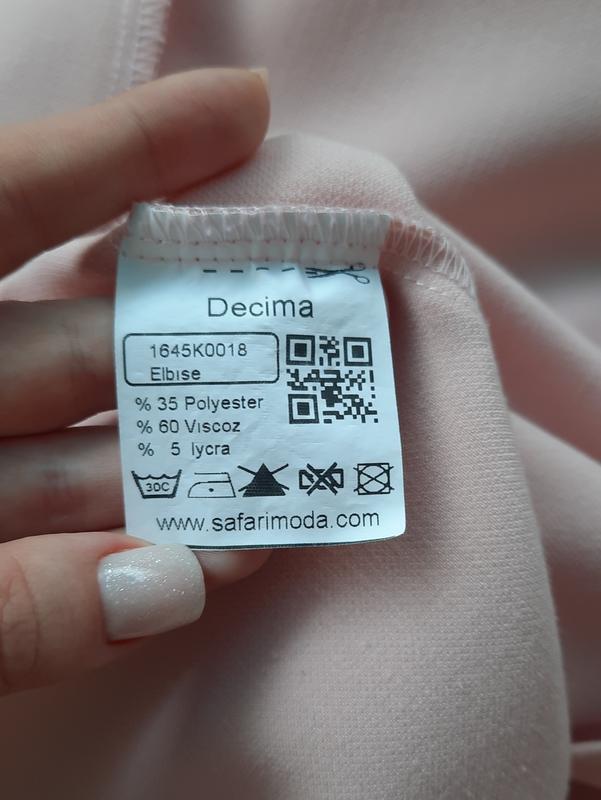 Decima
1645K0018
Elbise
% 35 Polyester
% 60 Viscoz
% 5 lycra
30C
www.safarimoda.com